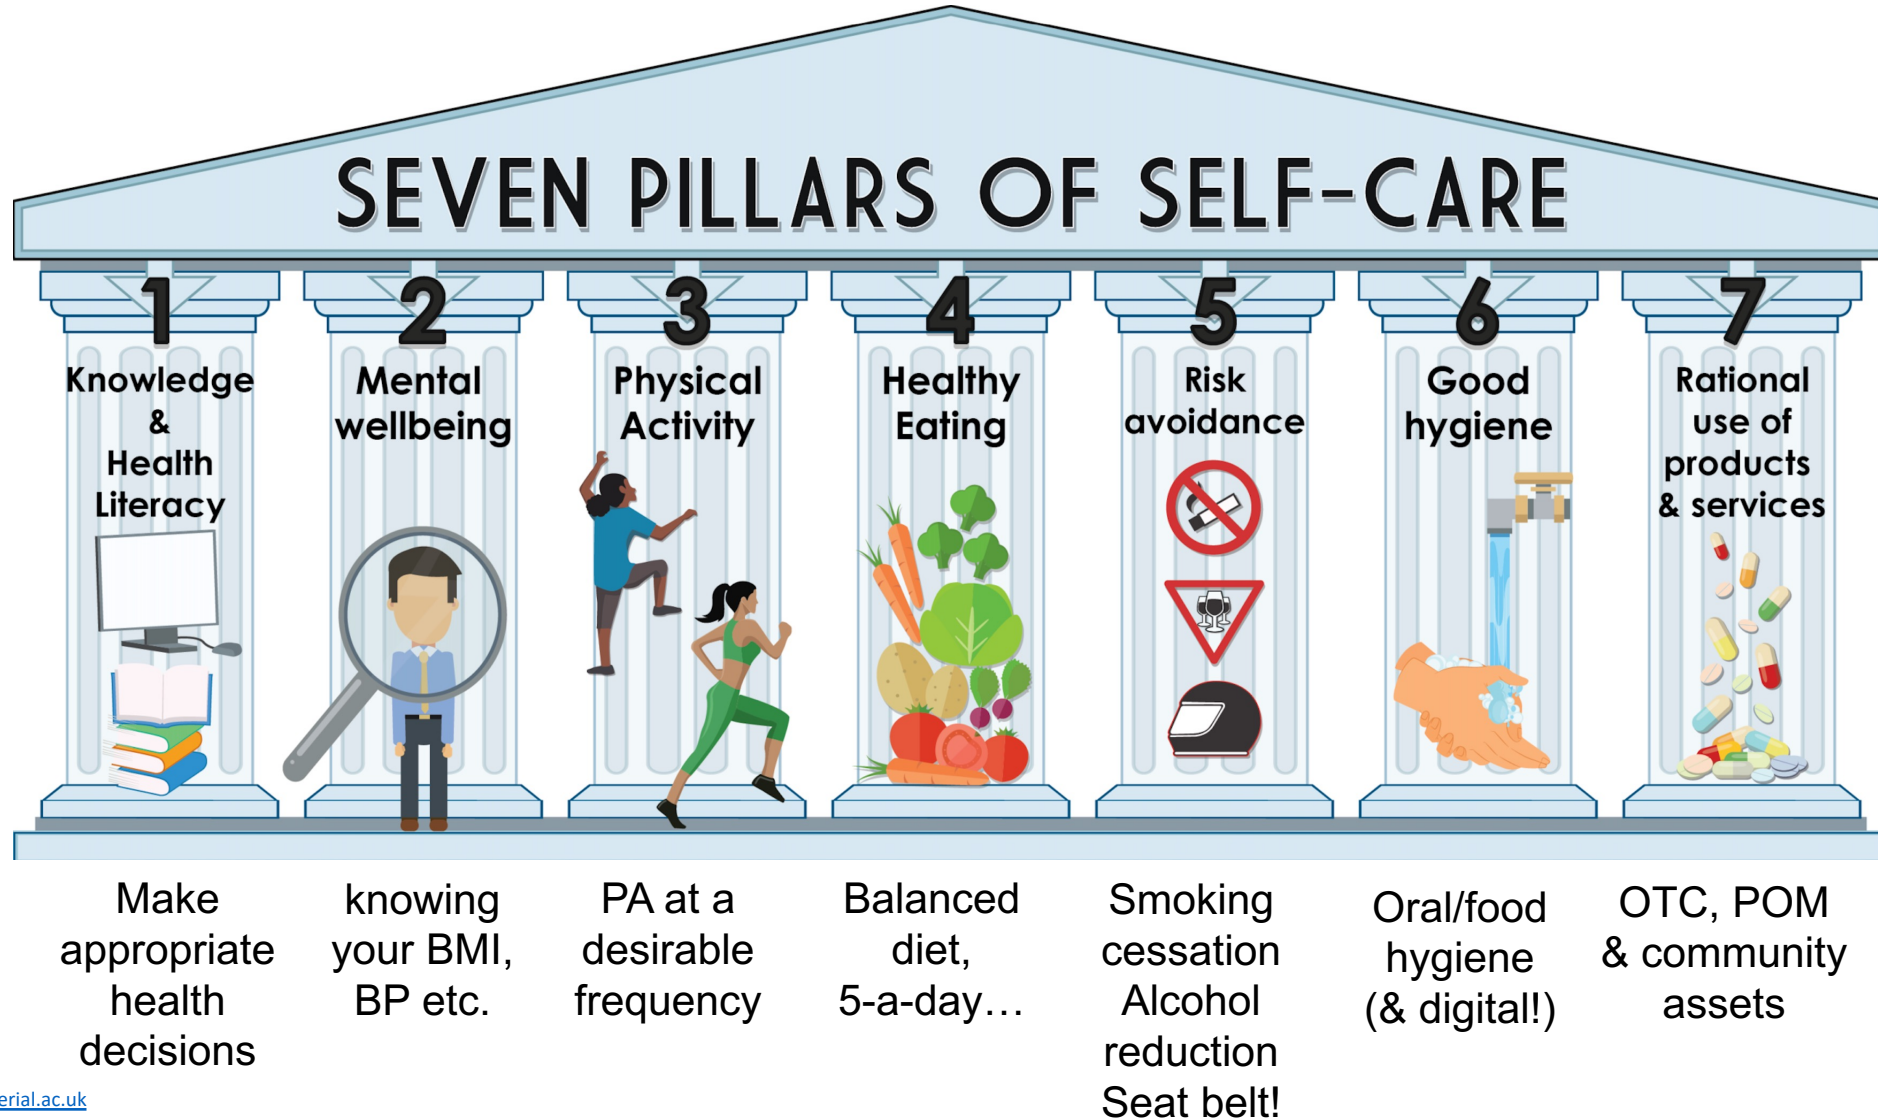 SEVEN PILLARS OF SELF-CARE
1
Knowledge
&
Health
Literacy
2
Mental
wellbeing
3
Physical
Activity
4
Healthy
Eating
5
Risk
avoidance
6
Good
hygiene
7
Rational
use of
products
& services
Make
appropriate
health
decisions
knowing
your BMI,
BP etc.
PA at a
desirable
frequency
Balanced
diet,
5-a-day…
Smoking
cessation
Alcohol
reduction
Seat belt!
Oral/food
hygiene
(& digital!)
OTC, POM
& community
assets
erial.ac.uk